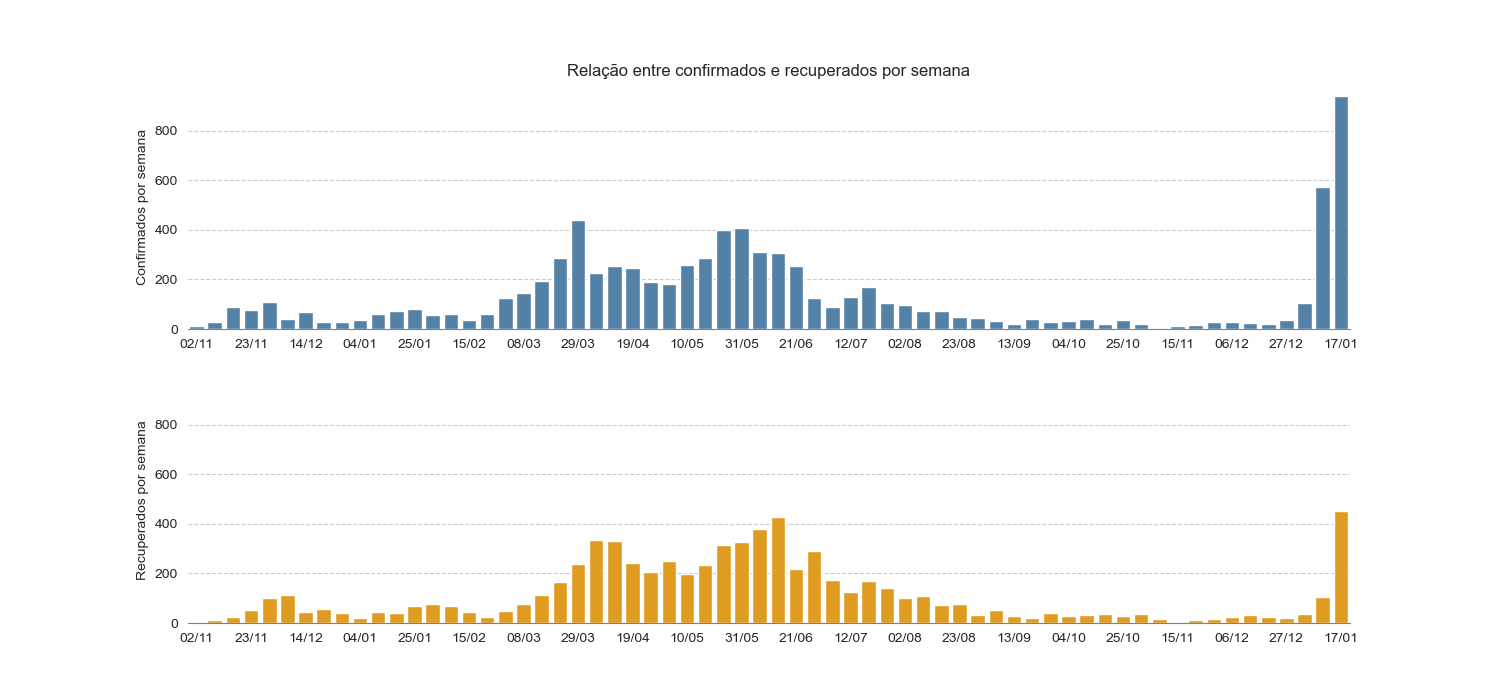 Relação entre confirmados e recuperados por semana
Confirmados por semana
800
600
400
200
0
02/11 23/11 14/12 04/01 25/01 15/02 08/03 29/03 19/04 10/05 31/05 21/06 12/07 02/08 23/08 13/09 04/10 25/10 15/11 06/12 27/12 17/01
Recuperados por semana
800
600
400
200
0
02/11 23/11 14/12 04/01 25/01 15/02 08/03 29/03 19/04 10/05 31/05 21/06 12/07 02/08 23/08 13/09 04/10 25/10 15/11 06/12 27/12 17/01